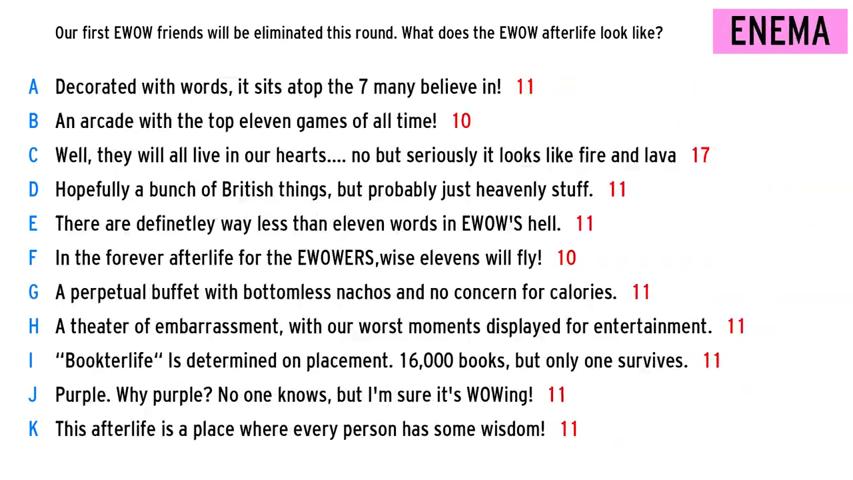 Our first EWOW friends will be eliminated this round. What does the EWOW afterlife look like?
ENEMA
A Decorated with words, it sits atop the 7 many believe in! 11
B An arcade with the top eleven games of all time! 10
C Well, they will all live in our hearts.... no but seriously it looks like fire and lava 17
D Hopefully a bunch of British things, but probably just heavenly stuff. 11
E There are definetley way less than eleven words in EWOW'S hell. 11
F In the forever afterlife for the EWOWERS,wise elevens will fly! 10
G A perpetual buffet with bottomless nachos and no concern for calories. 11
H A theater of embarrassment, with our worst moments displayed for entertainment. 11
I “Bookterlife“ Is determined on placement. 16,000 books, but only one survives. 11
J Purple. Why purple? No one knows, but I'm sure it's WOWing! 11
K This afterlife is a place where every person has some wisdom! 11